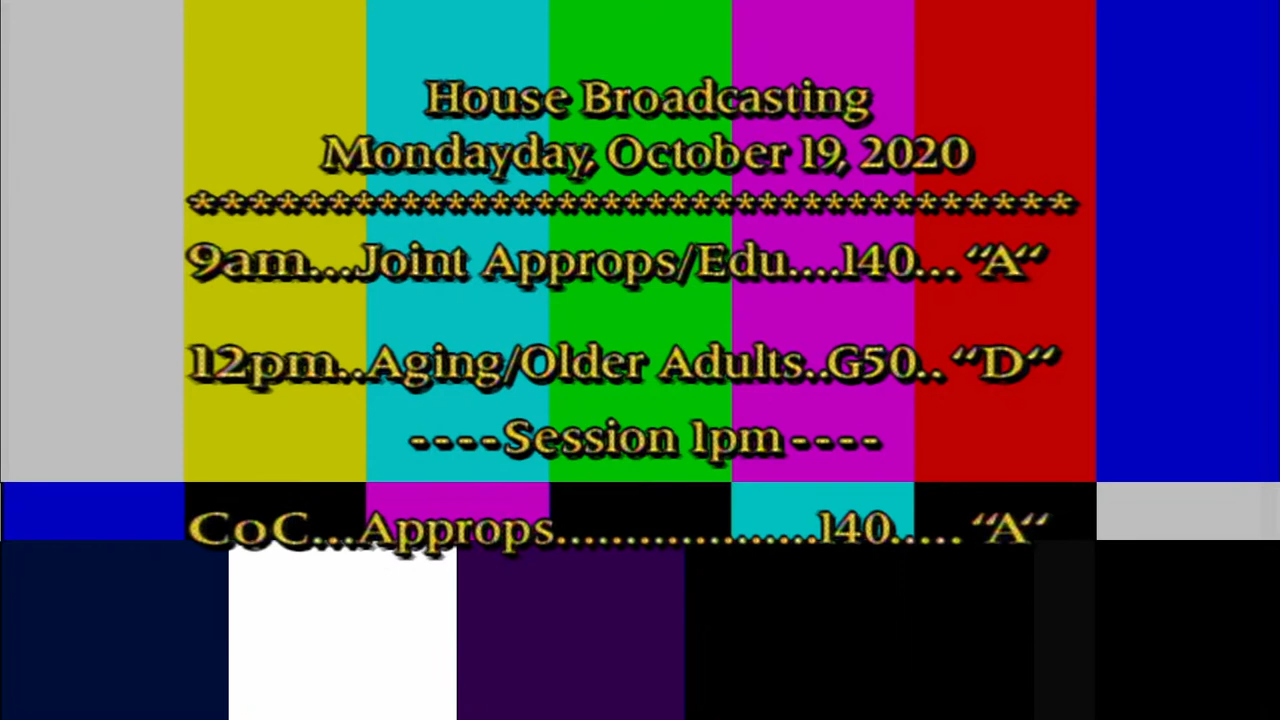 House Broadcasting
Mondayday, October 19, 2020
**************************************
9am...Joint Approps/Edu....140... “A“
12pm..Aging/Older Adults..G50.. “D“
----Session 1pm----
CoC...Approps...................140..... “A“